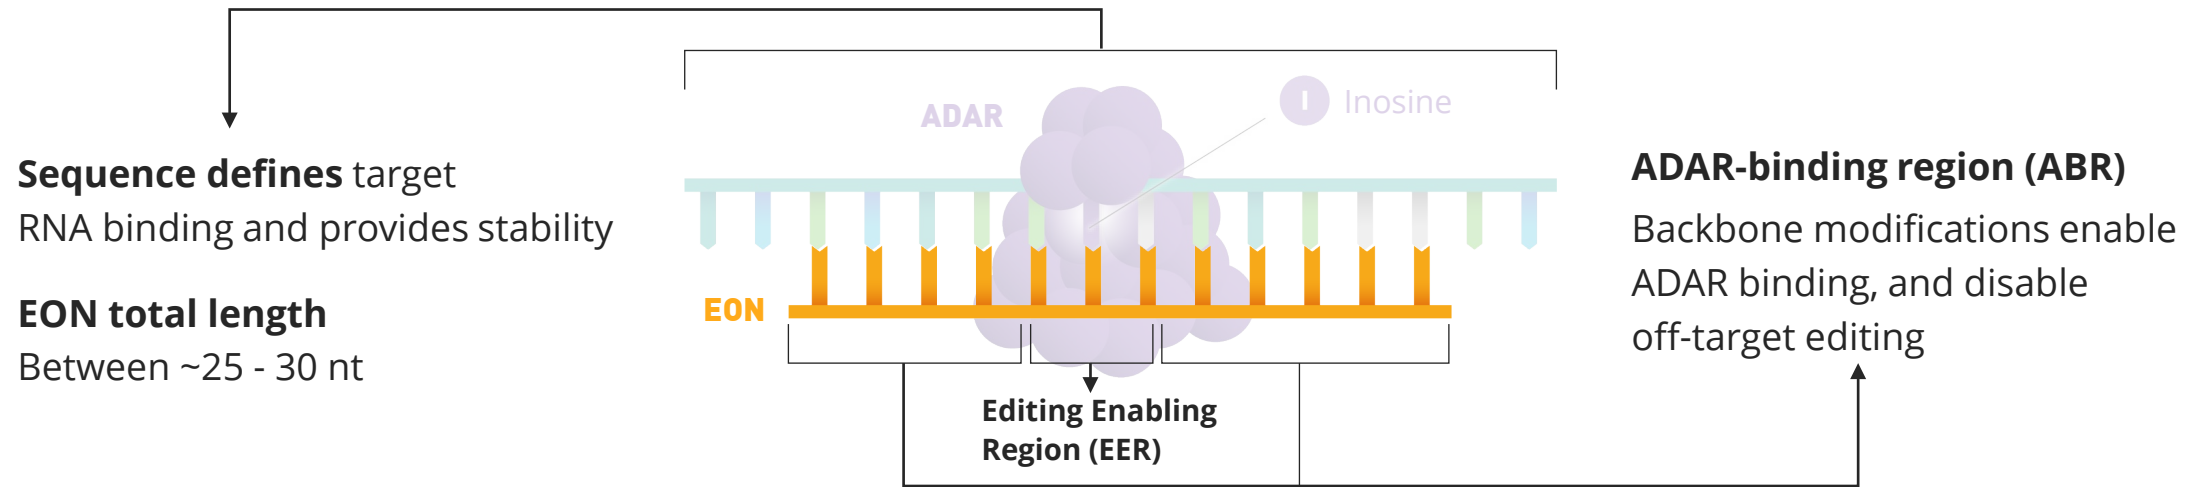 Sequence defines target
RNA binding and provides stability
EON total length
Between ~25 - 30 nt
ADAR
I Inosine
EON
Editing Enabling
Region (EER)
ADAR-binding region (ABR)
Backbone modifications enable
ADAR binding, and disable
off-target editing